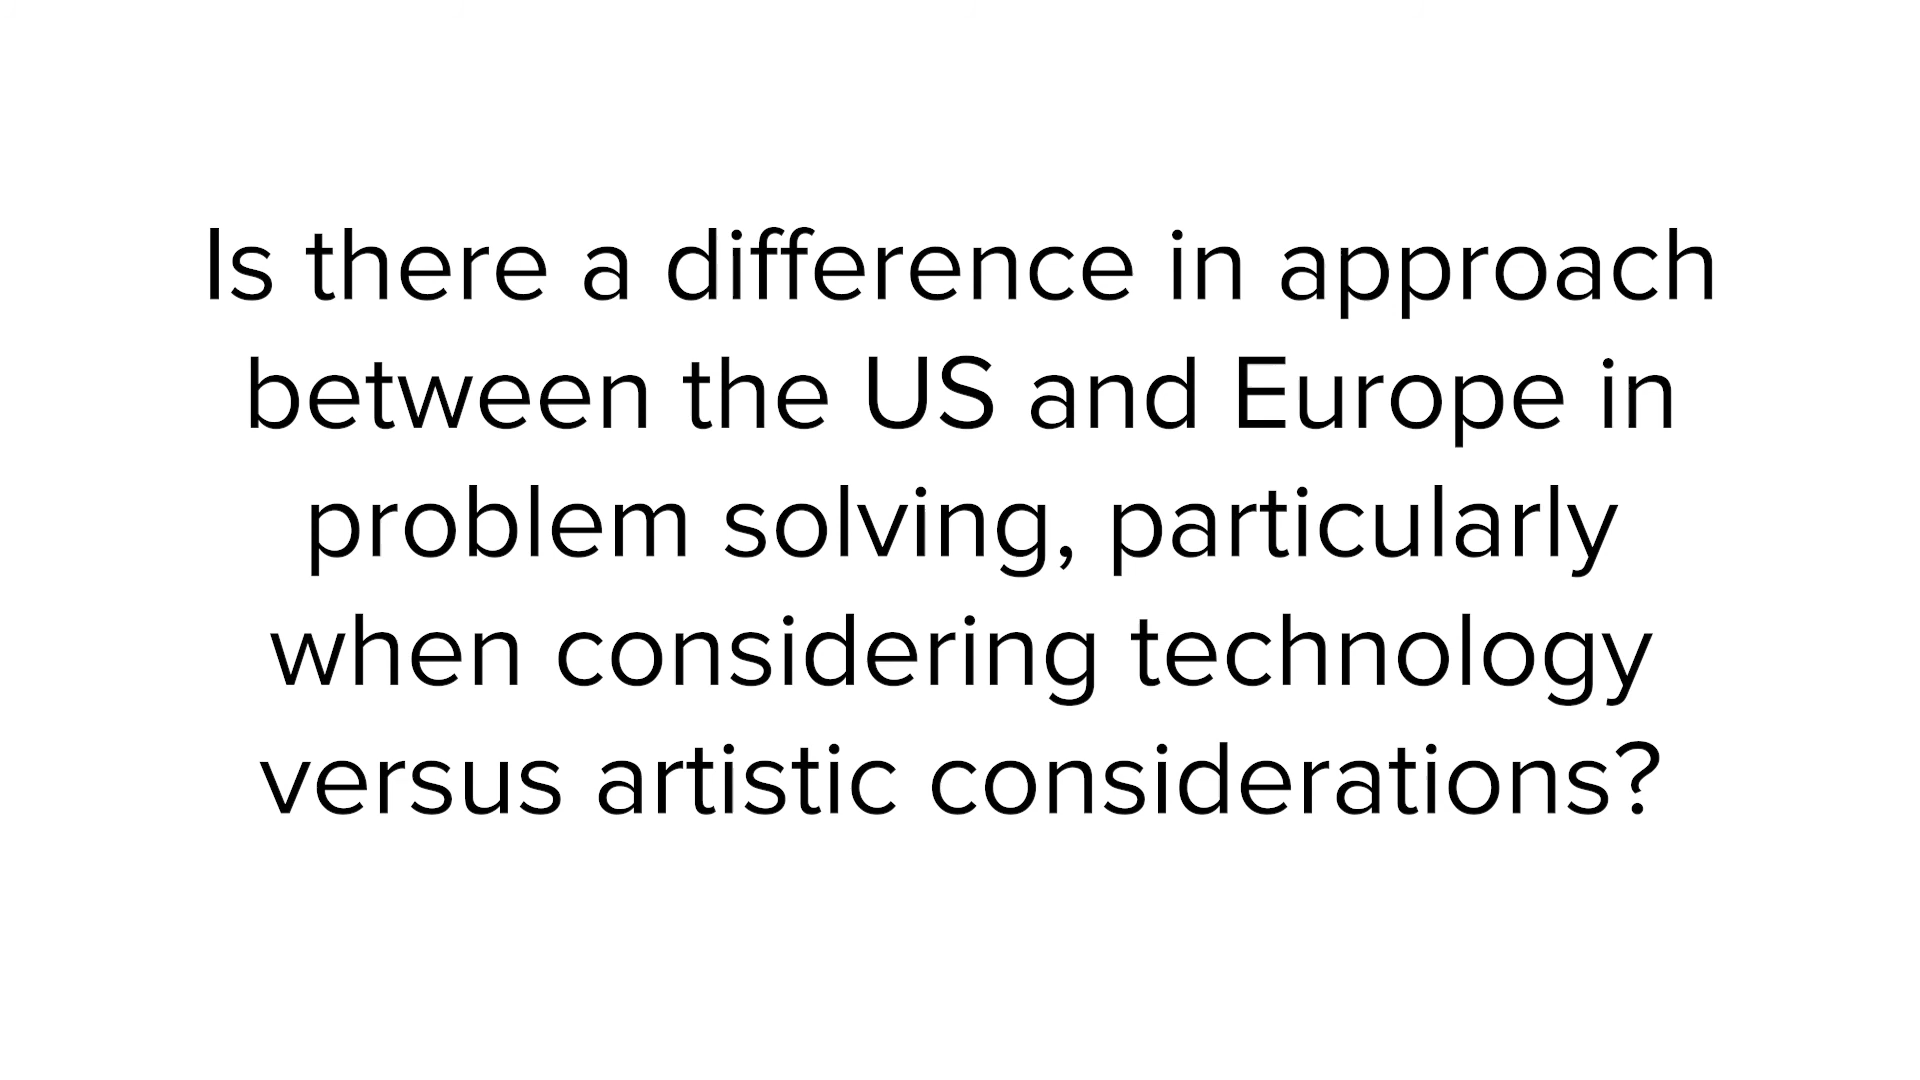 Is there a difference in approach
between the US and Europe in
problem solving, particularly
when considering technology
versus artistic considerations?